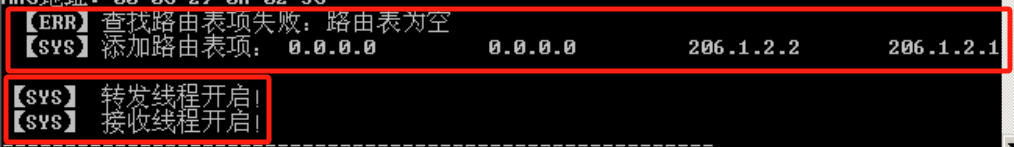 【ERR】查找路由表项失败：路由表为空
【SYS】添加路由表项： 0.0.0.0 0.0.0.0 206.1.2.2 206.1.2.1
【SYS】 转发线程开启！
【SYS】 接收线程开启！